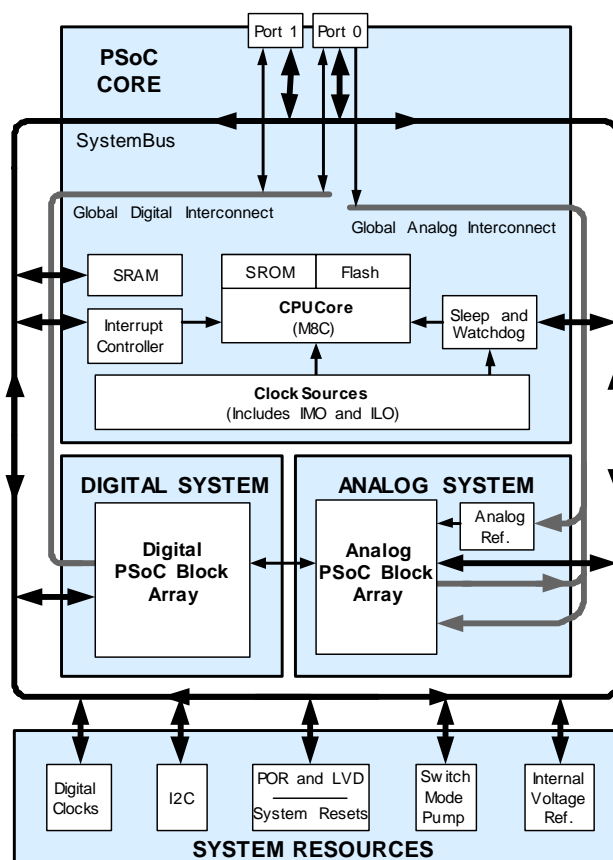 Port 1 Port 0
PSoC
CORE
SystemBus
Global Digital Interconnect
Global Analog Interconnect
SRAM
SROM Flash
CPUCore
(M8C)
Interrupt
Controller
Sleep and
Watchdog
ClockSources
(Includes IMO and ILO)
DIGITAL SYSTEM
Digital
PSoC Block
Array
ANALOG SYSTEM
Analog
PSoC Block
Array
Analog
Ref.
Digital
Clocks
I2C
POR and LVD
System Resets
Switch
Mode
Pump
Internal
Voltage
Ref.
SYSTEM RESOURCES